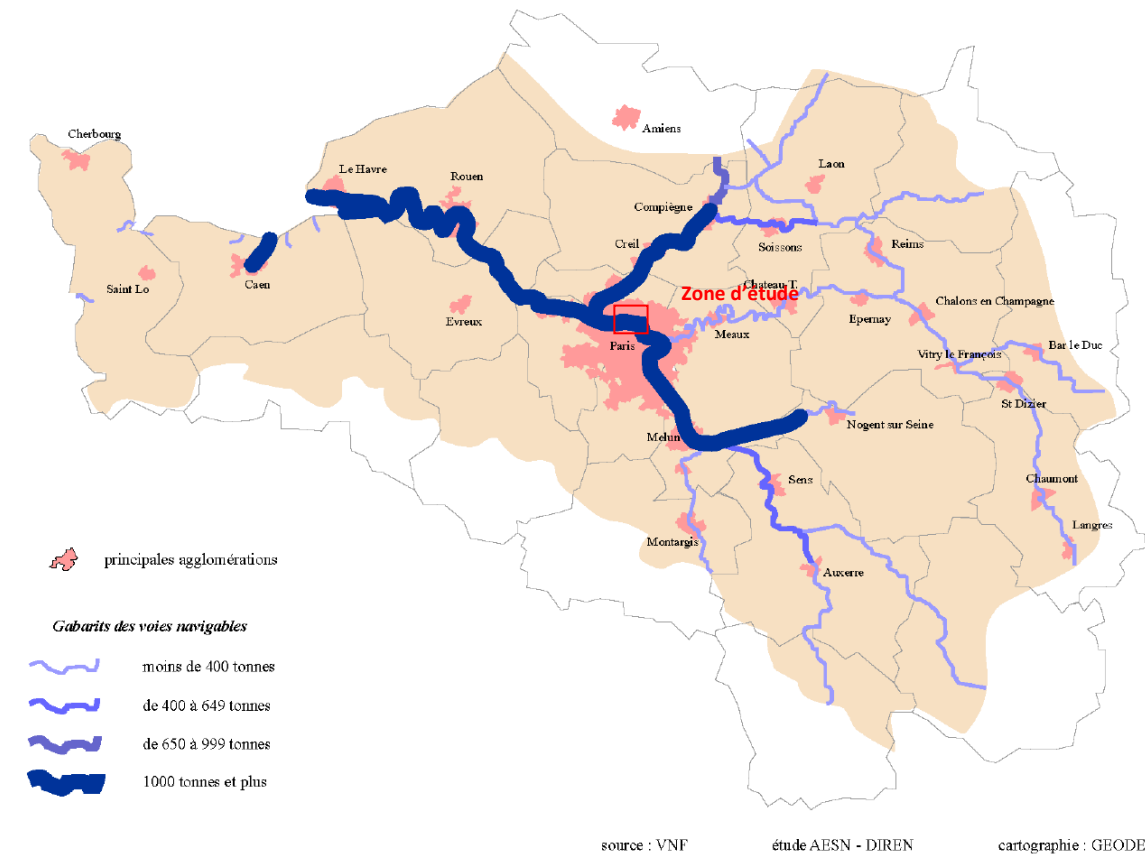 Cherbourg
Amiens
Laon
Le Havre
Rouen
Compiègne
Creil
Soissons
Reims
Saint Lo
Caen
Chateau T.
Zone d'étude
Evreux
Paris
Meaux
Epernay
Chalons en Champagne
Vitry le François
Bar le Duc
St Dizier
Nogent sur Seine
Melun
Sens
Chaumont
Langres
Montargis
Auxerre
principales agglomérations
Gabarits des voies navigables
moins de 400 tonnes
de 400 à 649 tonnes
de 650 à 999 tonnes
1000 tonnes et plus
source : VNF étude AESN - DIREN cartographie : GEODE